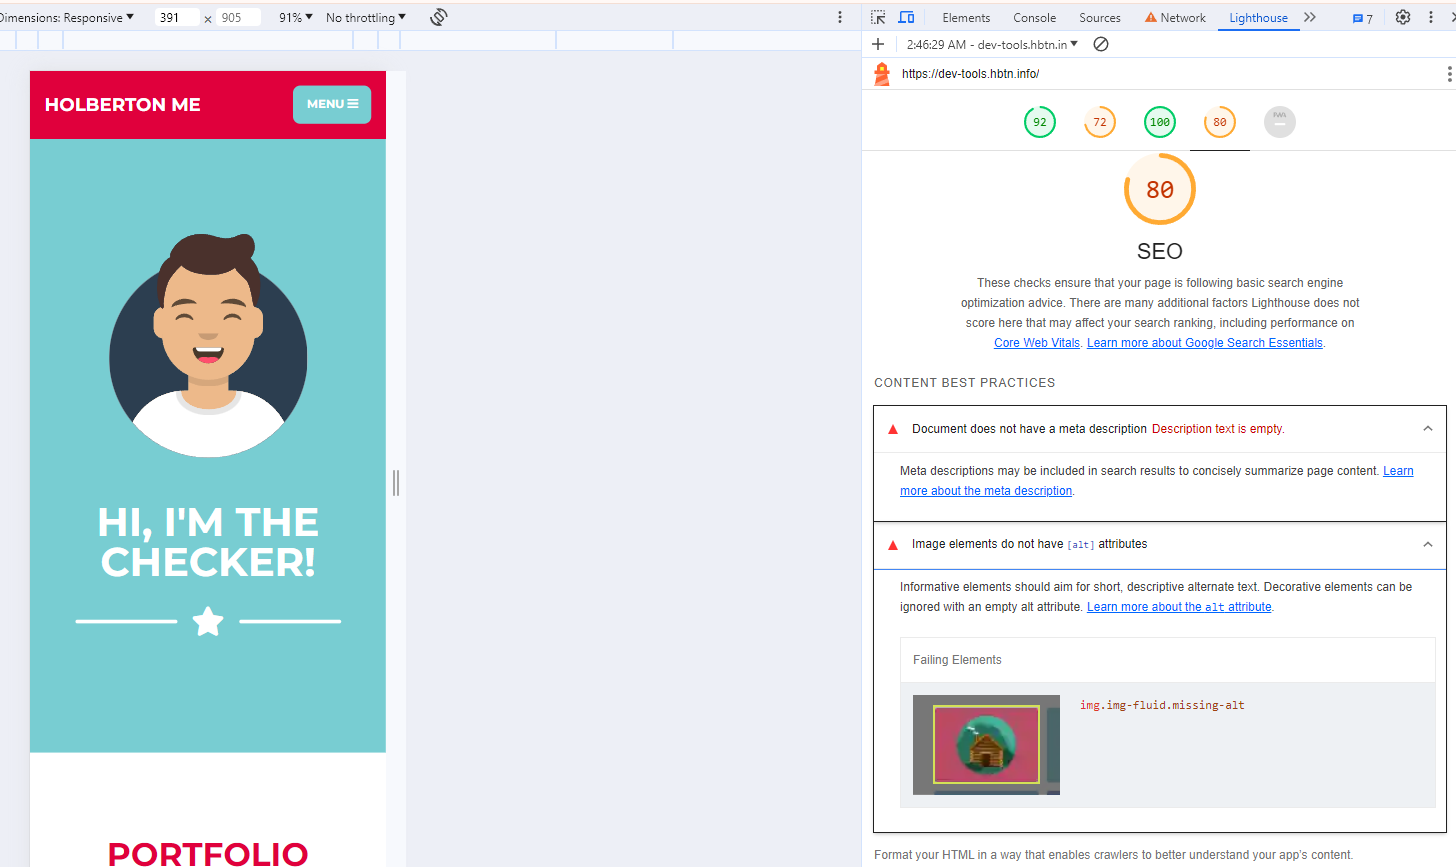 Dimensions: Responsive 391 × 905 91% No throttling
Elements Console Sources Network Lighthouse 7
2:46:29 AM - dev-tools.hbtn.in
https://dev-tools.hbtn.info/
HOLBERTON ME
MENU
92 72 100 80 PWA
80
SEO
These checks ensure that your page is following basic search engine
optimization advice. There are many additional factors Lighthouse does not
score here that may affect your search ranking, including performance on
Core Web Vitals. Learn more about Google Search Essentials.
CONTENT BEST PRACTICES
Document does not have a meta description Description text is empty.
Meta descriptions may be included in search results to concisely summarize page content. Learn
more about the meta description.
Image elements do not have [alt] attributes
Informative elements should aim for short, descriptive alternate text. Decorative elements can be
ignored with an empty alt attribute. Learn more about the alt attribute.
Failing Elements
img.img-fluid.missing-alt
Format your HTML in a way that enables crawlers to better understand your app's content.
HI, I'M THE
CHECKER!
PORTFOLIO